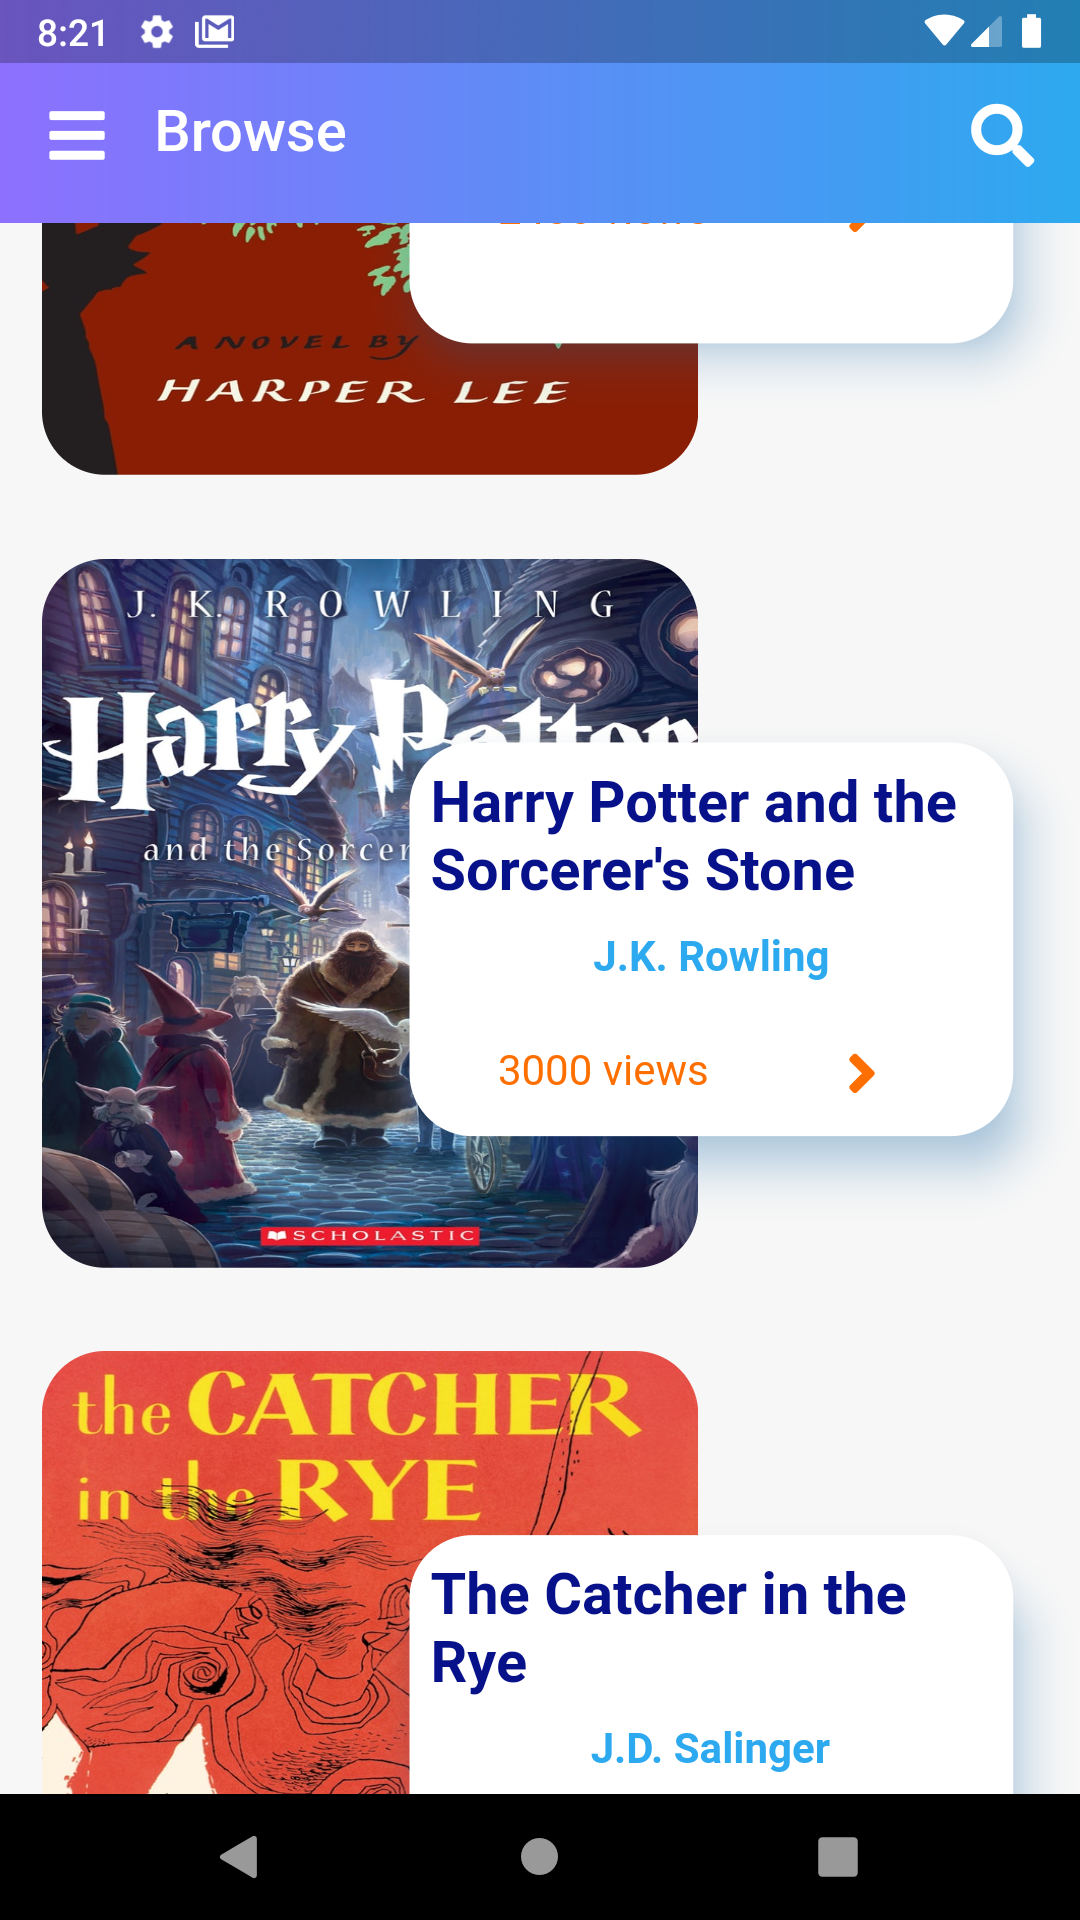 8:21
Browse
A NOVEL BY
HARPER LEE
J. K. ROWLING
Harry Potter
and the Sorcer
Harry Potter and the
Sorcerer's Stone
J.K. Rowling
3000 views
SCHOLASTIC
the CATCHER
in the RYE
The Catcher in the
Rye
J.D. Salinger